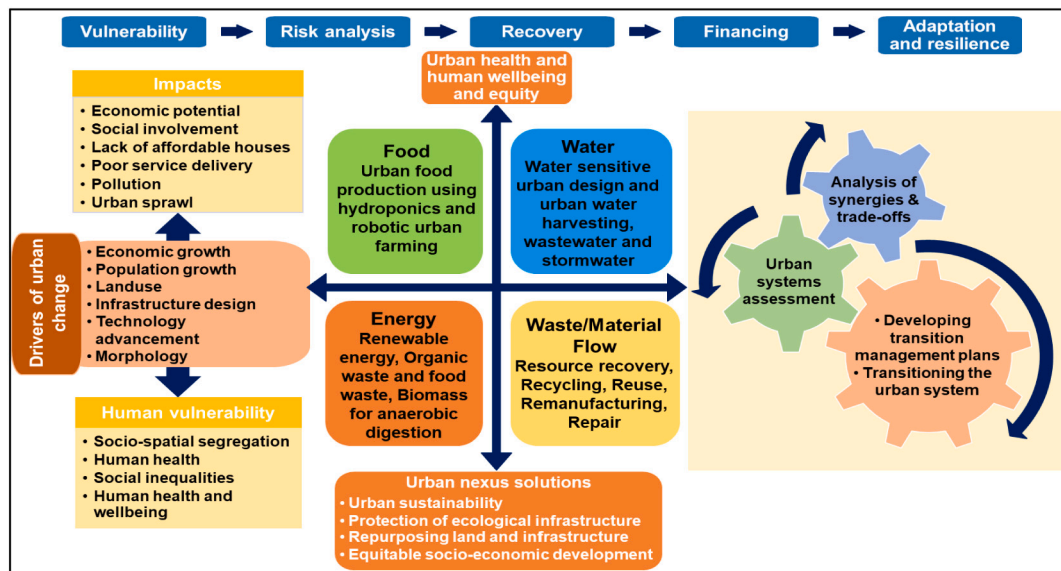 Vulnerability
Risk analysis
Recovery
Financing
Adaptation
and resilience
Urban health and
human wellbeing
and equity
Impacts
• Economic potential
• Social involvement
• Lack of affordable houses
• Poor service delivery
• Pollution
• Urban sprawl
Drivers of urban
change
• Economic growth
• Population growth
• Landuse
• Infrastructure design
• Technology
advancement
• Morphology
Human vulnerability
• Socio-spatial segregation
• Human health
• Social inequalities
• Human health and
wellbeing
Food
Urban food
production using
hydroponics and
robotic urban
farming
Water
Water sensitive
urban design and
urban water
harvesting,
wastewater and
stormwater
Energy
Renewable
energy, Organic
waste and food
waste, Biomass
for anaerobic
digestion
Waste/Material
Flow
Resource recovery,
Recycling, Reuse,
Remanufacturing,
Repair
Urban nexus solutions
• Urban sustainability
• Protection of ecological infrastructure
• Repurposing land and infrastructure
• Equitable socio-economic development
Analysis of
synergies &
trade-offs
Urban
systems
assessment
• Developing
transition
management plans
• Transitioning the
urban system